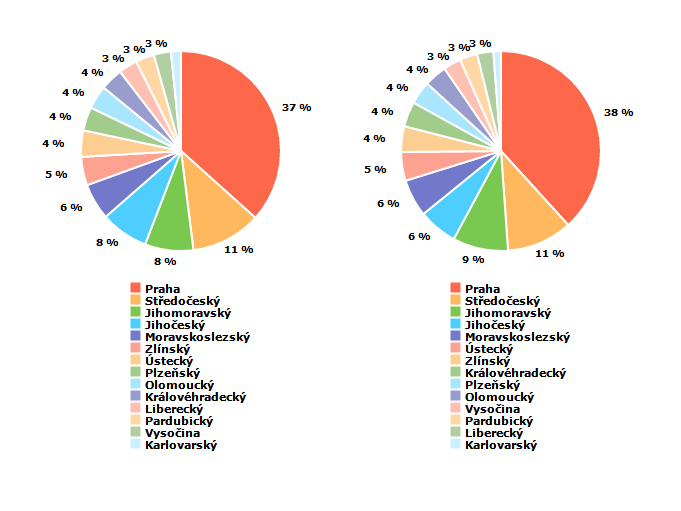 3 %
3 %
3 %
4 %
4 %
4 %
4 %
5 %
6 %
8 %
8 %
11 %
37 %
Praha
Středočeský
Jihomoravský
Jihočeský
Moravskoslezský
Zlínský
Ústecký
Plzeňský
Olomoucký
Královéhradecký
Liberecký
Pardubický
Vysočina
Karlovarský
3 %
3 %
3 %
4 %
4 %
4 %
4 %
5 %
6 %
6 %
9 %
11 %
38 %
Praha
Středočeský
Jihomoravský
Jihočeský
Moravskoslezský
Ústecký
Zlínský
Královéhradecký
Plzeňský
Olomoucký
Vysočina
Pardubický
Liberecký
Karlovarský